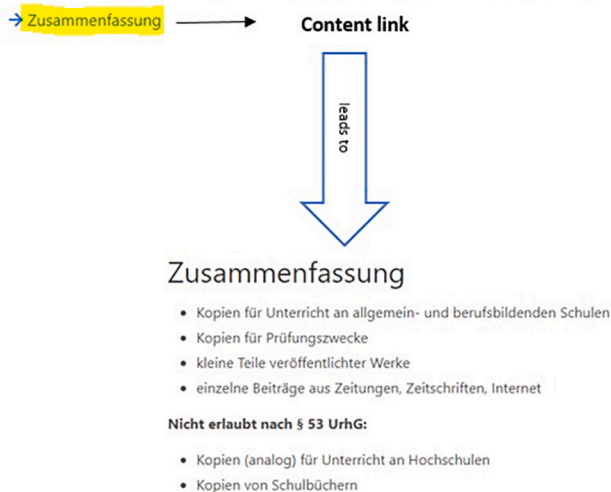 Zusammenfassung
Content link
leads to
Zusammenfassung
• Kopien für Unterricht an allgemein- und berufsbildenden Schulen
• Kopien für Prüfungszwecke
• kleine Teile veröffentlichter Werke
• einzelne Beiträge aus Zeitungen, Zeitschriften, Internet
Nicht erlaubt nach § 53 UrhG:
• Kopien (analog) für Unterricht an Hochschulen
• Kopien von Schulbüchern